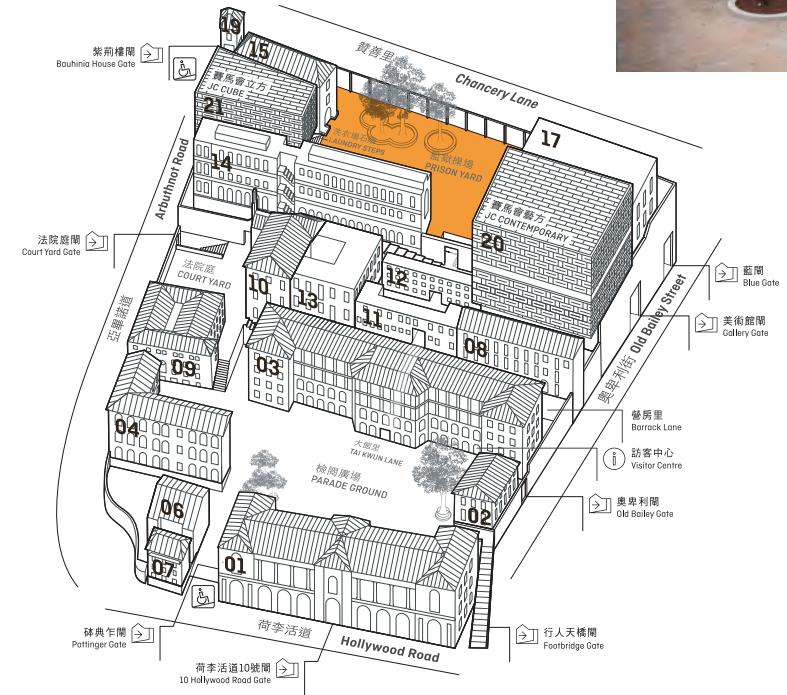 19
15
紫荊樓閘
Bauhinia House Gate
贊善里
Chancery Lane
賽馬會立方
JC CUBE
21
洗衣場石階
LAUNDRY STEPS
監獄操場
PRISON YARD
17
14
Arbuthnot Road
賽馬會藝方
JC CONTEMPORARY
20
法院庭閘
Court Yard Gate
法院庭
COURT YARD
10
13
12
11
08
藍閘
Blue Gate
美術館閘
Gallery Gate
亞畢諾道
09
03
奧卑利街 Old Bailey Street
04
營房里
Barrack Lane
大館里
TAI KWUN LANE
訪客中心
Visitor Centre
檢閱廣場
PARADE GROUND
06
02
奧卑利閘
Old Bailey Gate
07
01
砵典乍閘
Pottinger Gate
荷李活道
Hollywood Road
行人天橋閘
Footbridge Gate
荷李活道10號閘
10 Hollywood Road Gate